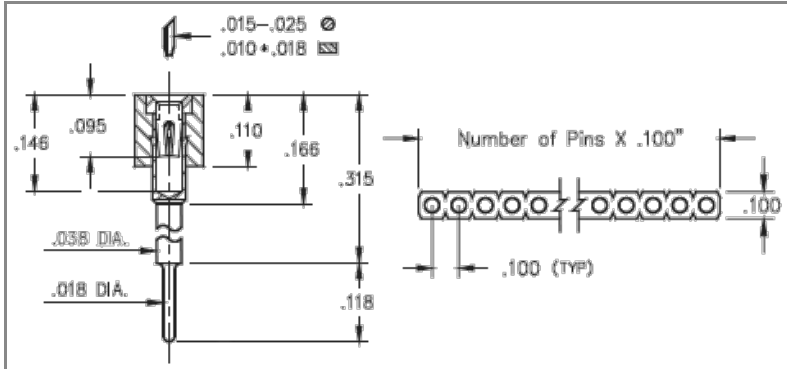 .015-.025
.010*.018
.146
.095
.110
.166
.315
.038 DIA.
.018 DIA.
.118
Number of Pins X .100"
.100
.100 (TYP)